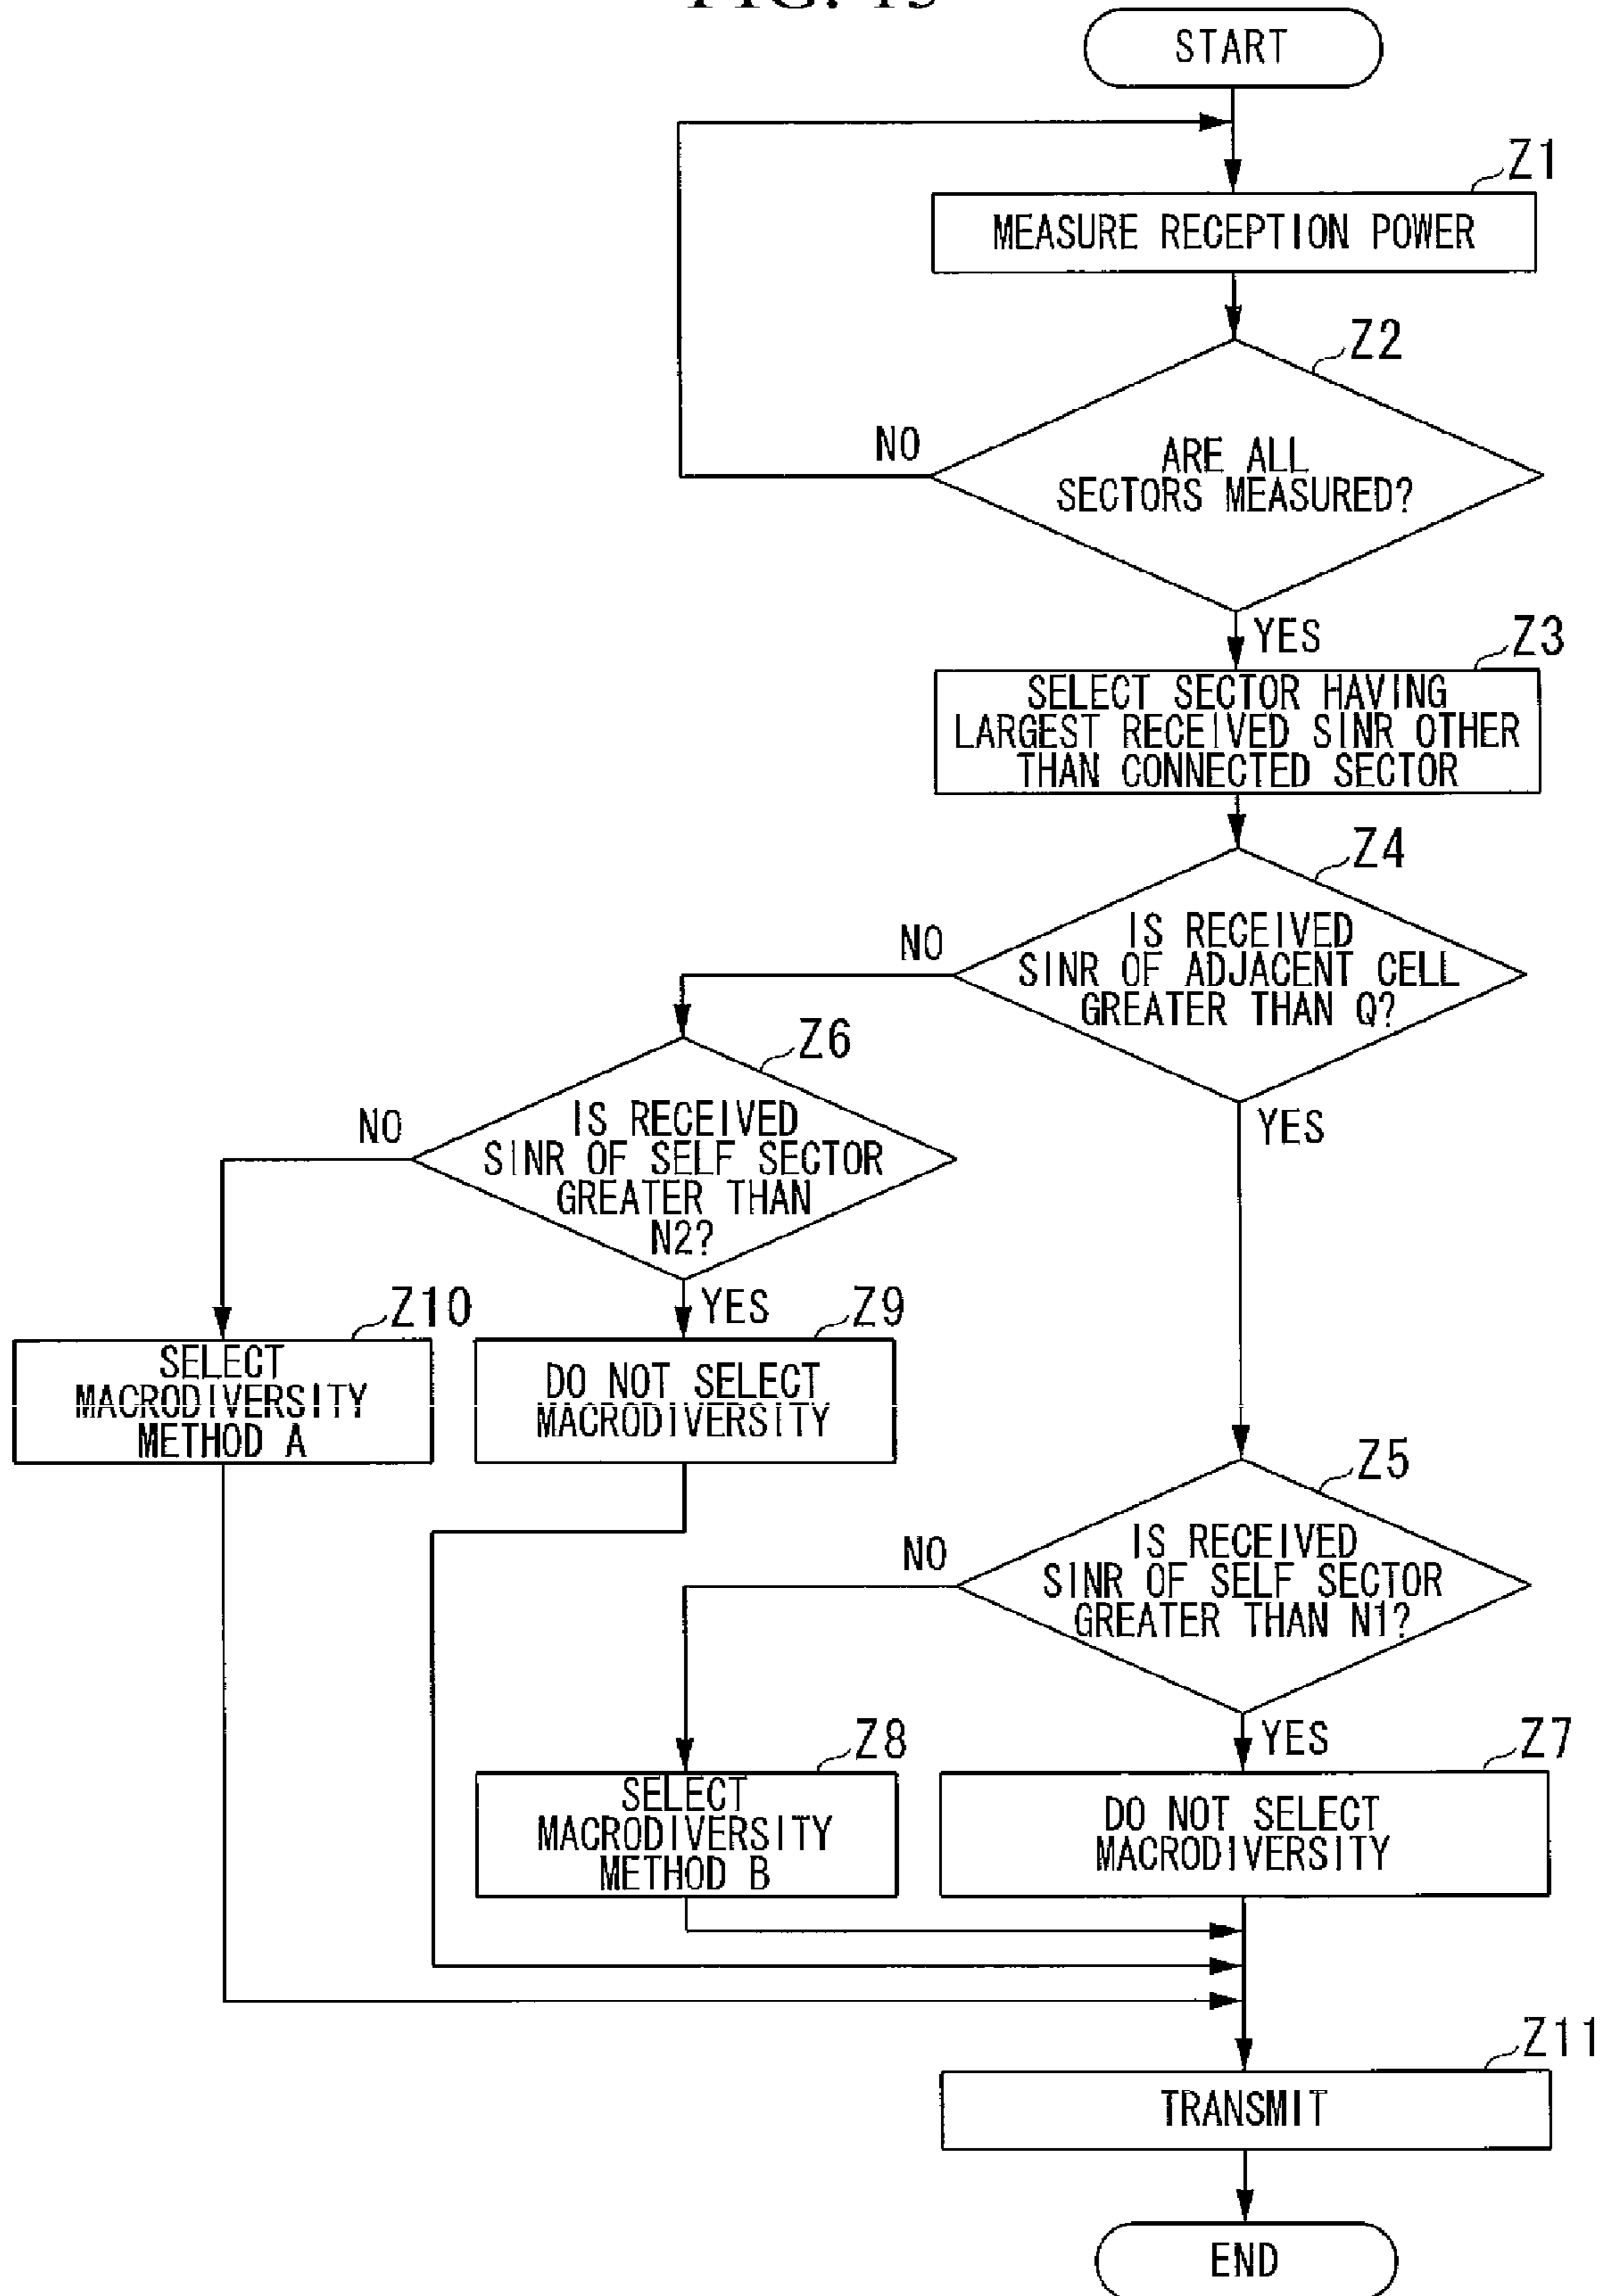 START
Z1
MEASURE RECEPTION POWER
Z2
NO
ARE ALL
SECTORS MEASURED?
YES
Z3
SELECT SECTOR HAVING
LARGEST RECEIVED SINR OTHER
THAN CONNECTED SECTOR
Z4
NO
IS RECEIVED
SINR OF ADJACENT CELL
GREATER THAN Q?
YES
Z6
NO
IS RECEIVED
SINR OF SELF SECTOR
GREATER THAN
N2?
YES
Z10
SELECT
MACRODIVERSITY
METHOD A
Z9
DO NOT SELECT
MACRODIVERSITY
Z5
NO
IS RECEIVED
SINR OF SELF SECTOR
GREATER THAN N1?
YES
Z8
SELECT
MACRODIVERSITY
METHOD B
Z7
DO NOT SELECT
MACRODIVERSITY
Z11
TRANSMIT
END